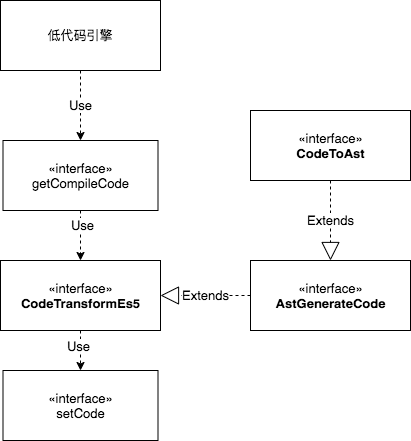 低代码引擎
Use
«interface»
getCompileCode
Use
«interface»
CodeToAst
Extends
«interface»
CodeTransformEs5
Extends
«interface»
AstGenerateCode
Use
«interface»
setCode